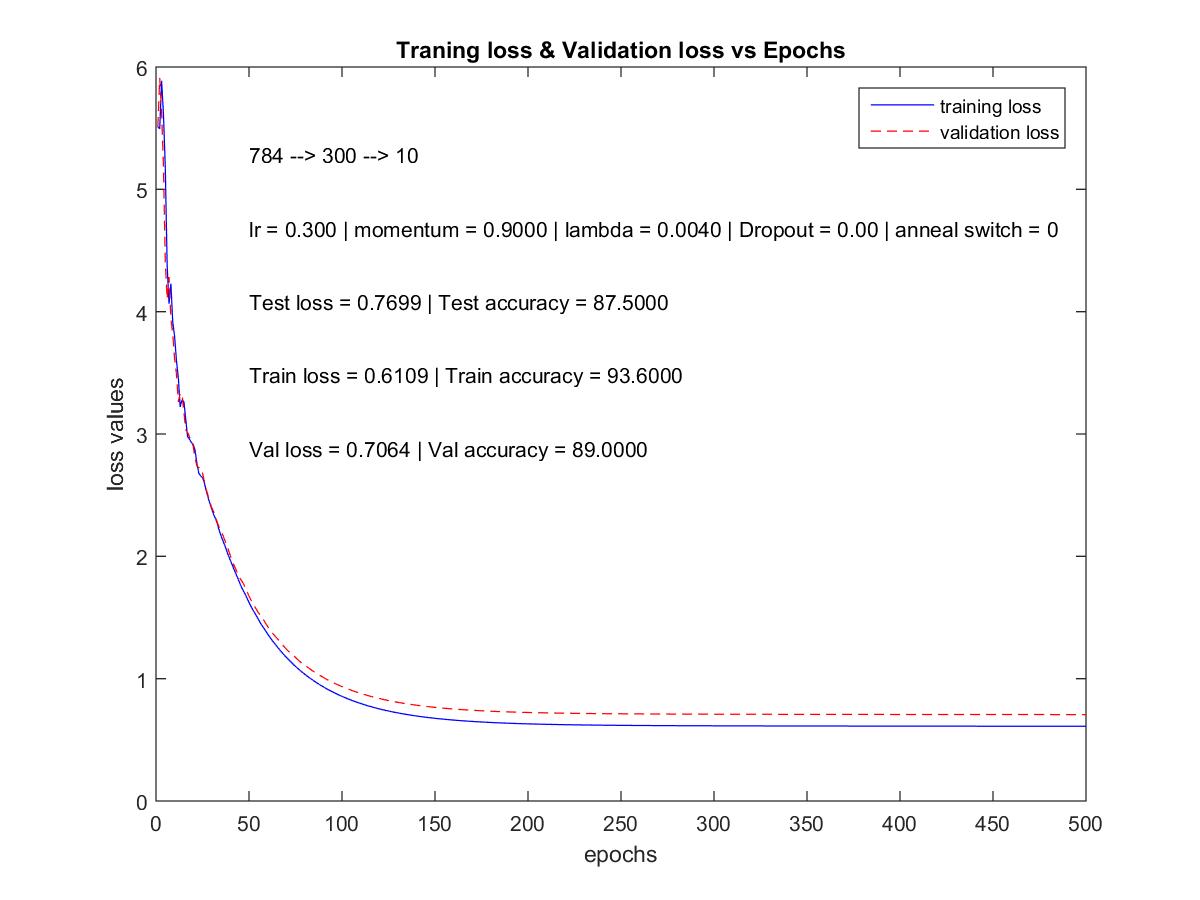 Traning loss & Validation loss vs Epochs
6
training loss
validation loss
784 --> 300 --> 10
5
lr = 0.300 | momentum = 0.9000 | lambda = 0.0040 | Dropout = 0.00 | anneal switch = 0
Test loss = 0.7699 | Test accuracy = 87.5000
4
Train loss = 0.6109 | Train accuracy = 93.6000
loss values
3
Val loss = 0.7064 | Val accuracy = 89.0000
2
1
0
0 50 100 150 200 250 300 350 400 450 500
epochs